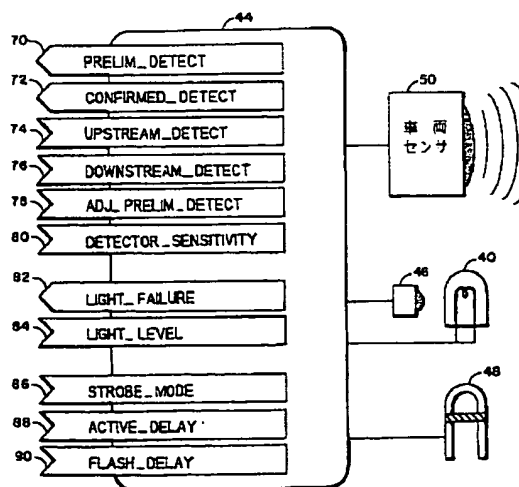 44
70
PRELIM_DETECT
72
CONFIRMED_DETECT
74
UPSTREAM_DETECT
76
DOWNSTREAM_DETECT
78
ADJ_PRELIM_DETECT
80
DETECTOR_SENSITIVITY
82
LIGHT_FAILURE
84
LIGHT_LEVEL
86
STROBE_MODE
88
ACTIVE_DELAY
90
FLASH_DELAY
50
車両
センサ
46
40
48